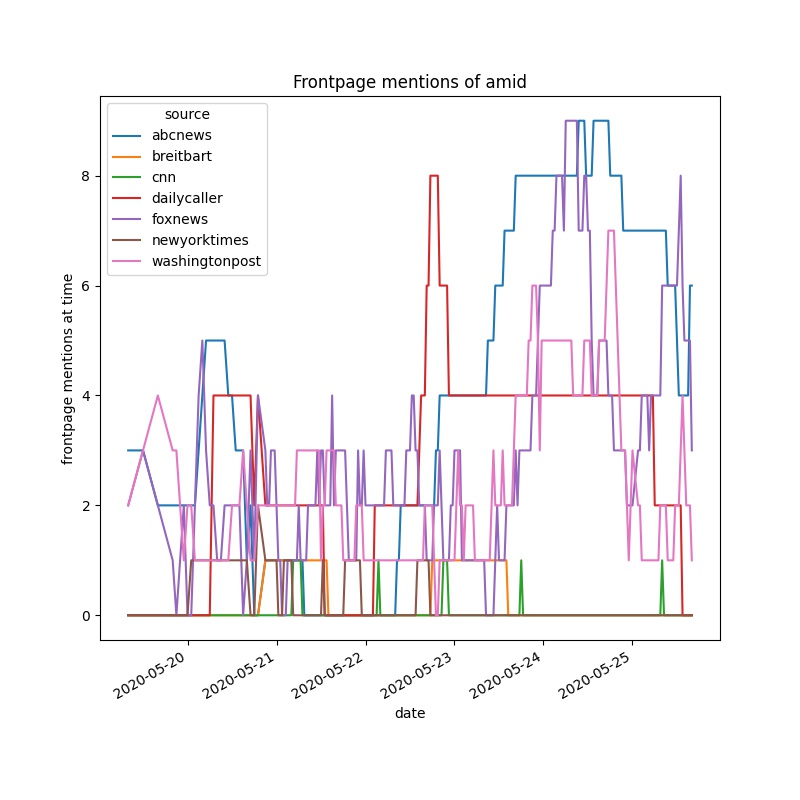 Frontpage mentions of amid
source
abcnews
breitbart
cnn
dailycaller
foxnews
newyorktimes
washingtonpost
frontpage mentions at time
8
6
4
2
0
2020-05-20
2020-05-21
2020-05-22
2020-05-23
2020-05-24
2020-05-25
date